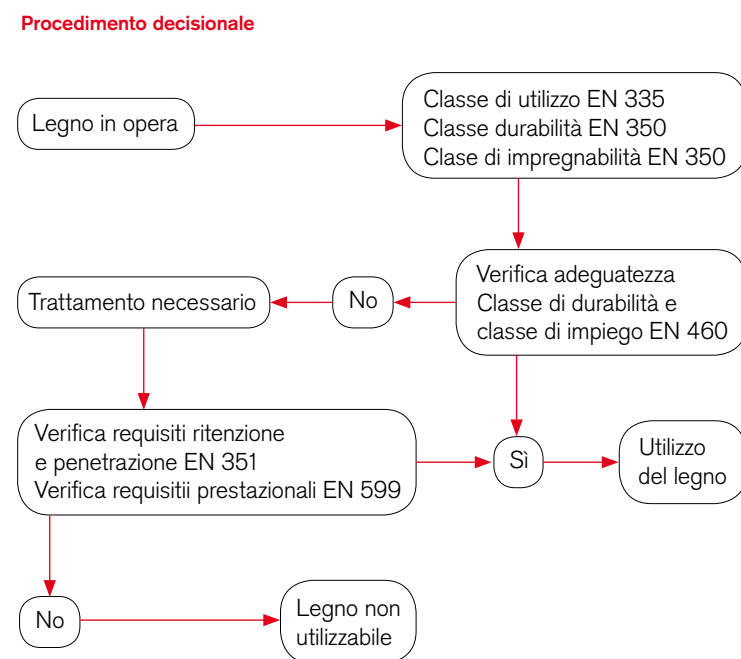 Procedimento decisionale
Legno in opera
Classe di utilizzo EN 335
Classe durabilità EN 350
Clase di impregnabilità EN 350
Verifica adeguatezza
Classe di durabilità e
classe di impiego EN 460
No
Trattamento necessario
Verifica requisiti ritenzione
e penetrazione EN 351
Verifica requisitii prestazionali EN 599
Sì
Utilizzo
del legno
No
Legno non
utilizzabile